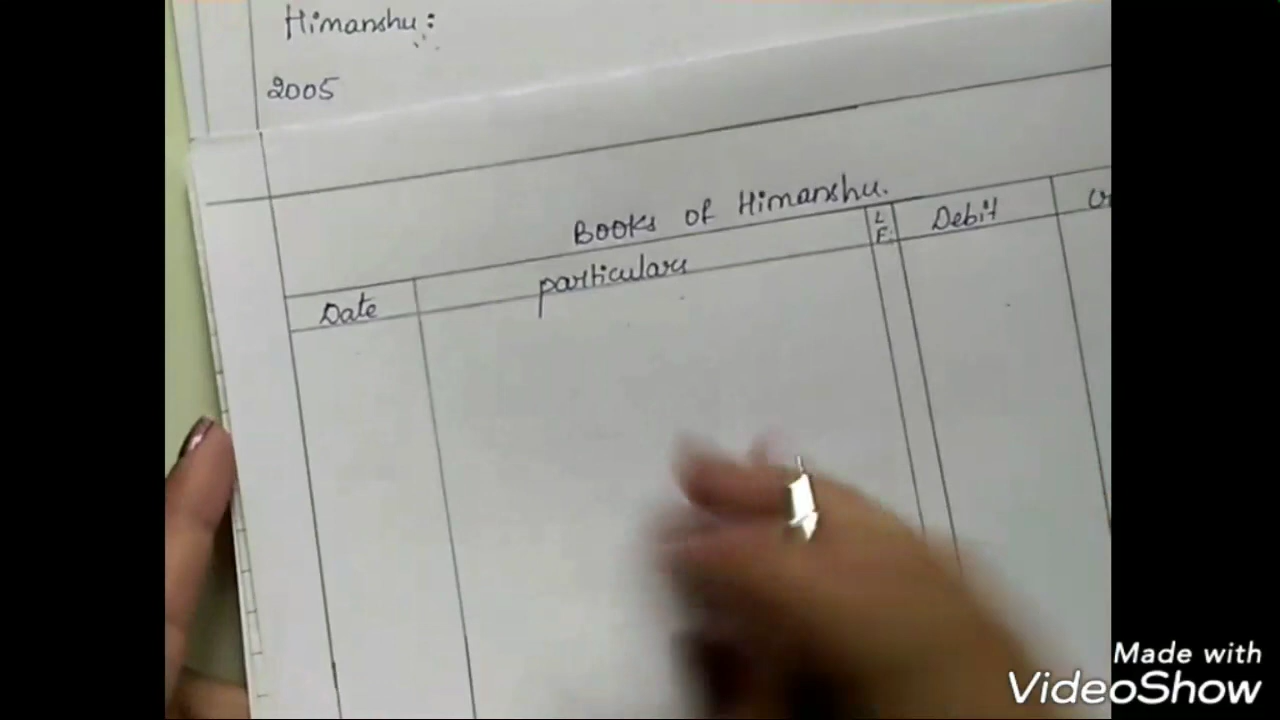 Himanshu:
2005
Books of Himanshu.
Date particulars L F. Debit
Made with
VideoShow